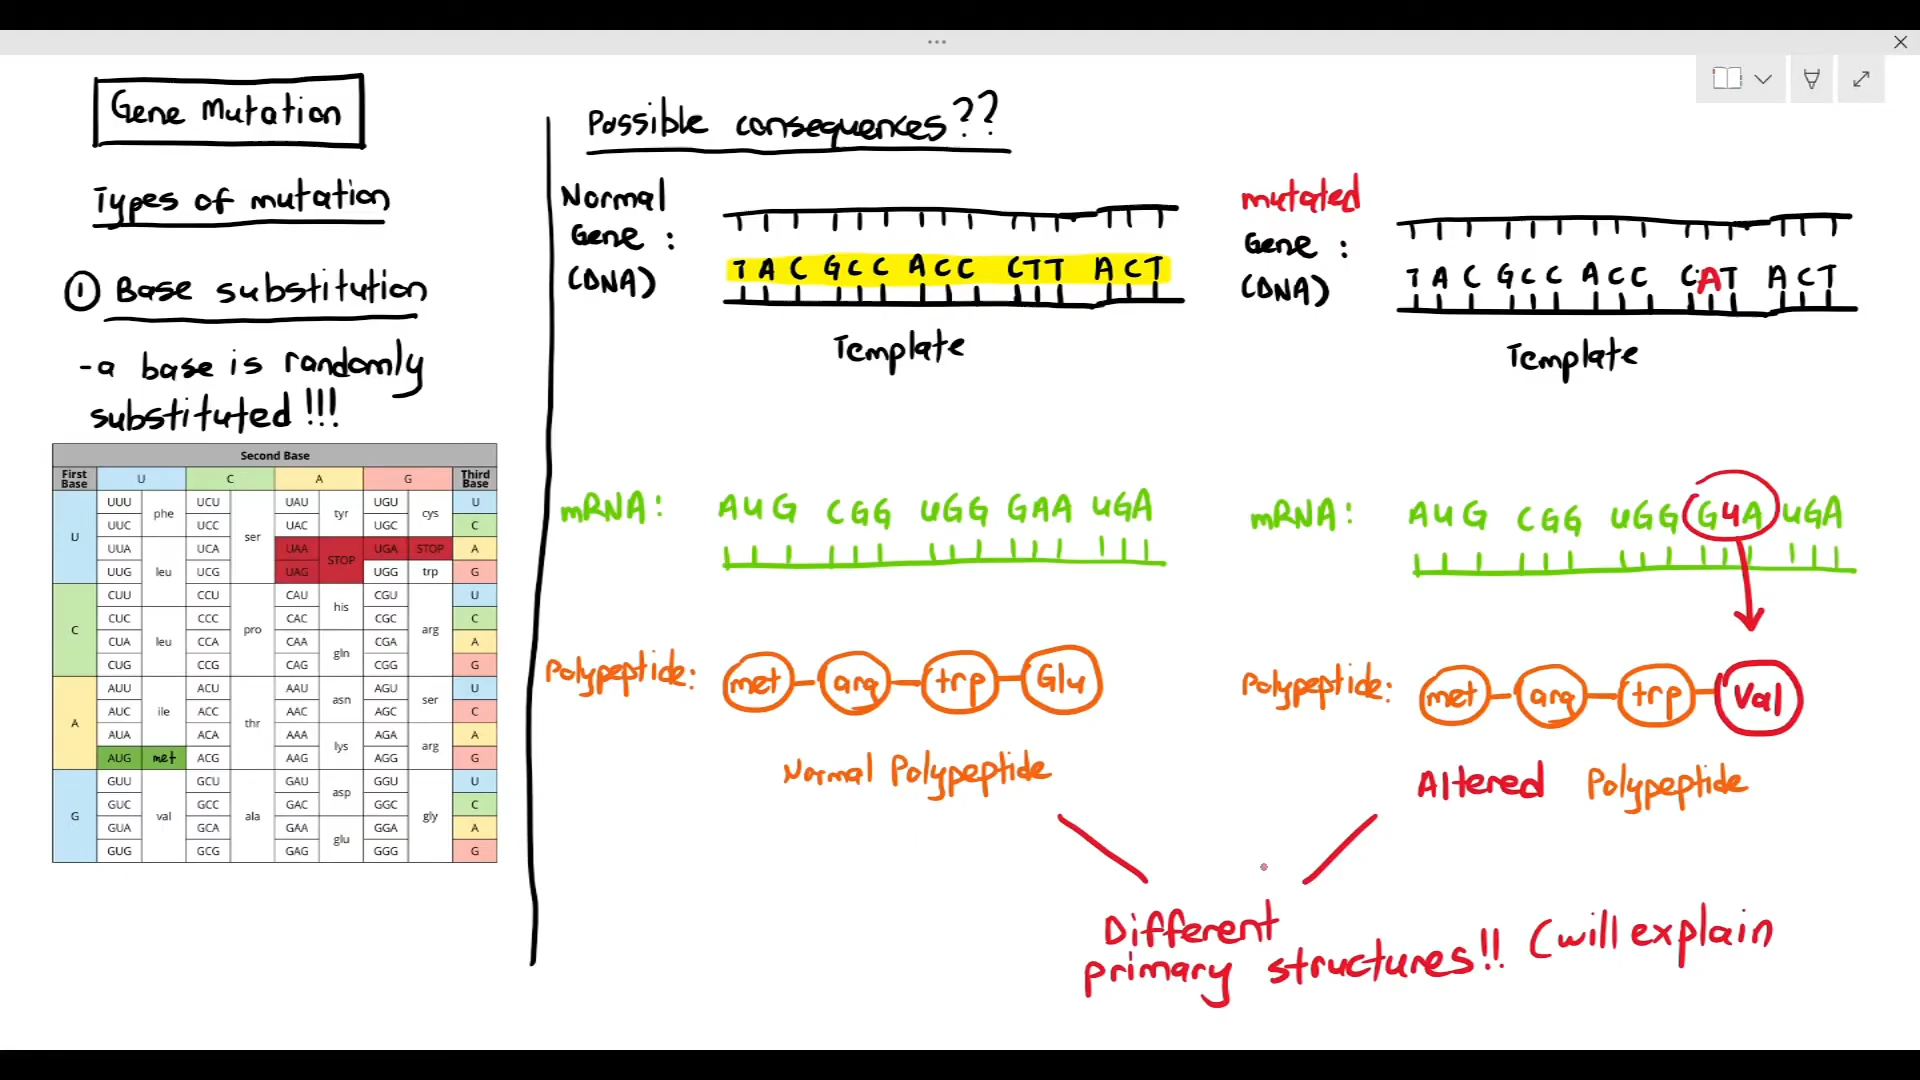 ...
Gene Mutation
Types of mutation
① Base substitution
-a base is randomly
substituted!!!
Second Base
First Base U C A G Third Base
U UUU phe UCU ser UAU tyr UGU cys U
UUC UCC UAC UGC C
UUA leu UCA UAA STOP UGA STOP A
UUG UCG UAG UGG trp G
C CUU leu CCU pro CAU his CGU arg U
CUC CCC CAC CGC C
CUA CCA CAA gln CGA A
CUG CCG CAG CGG G
A AUU ile ACU thr AAU asn AGU ser U
AUC ACC AAC AGC C
AUA ACA AAA lys AGA arg A
AUG met ACG AAG AGG G
G GUU val GCU ala GAU asp GGU gly U
GUC GCC GAC GGC C
GUA GCA GAA glu GGA A
GUG GCG GAG GGG G
Possible consequences??
Normal
Gene :
(DNA)
TAC GCC ACC CTT ACT
Template
mRNA: AUG CGG UGG GAA UGA
Polypeptide: met arg trp Glu
Normal Polypeptide
mutated
Gene :
(DNA)
TAC GCC ACC CAT ACT
Template
mRNA: AUG CGG UGG GUA UGA
Polypeptide: met arg trp Val
Altered Polypeptide
Different
primary structures!! (will explain